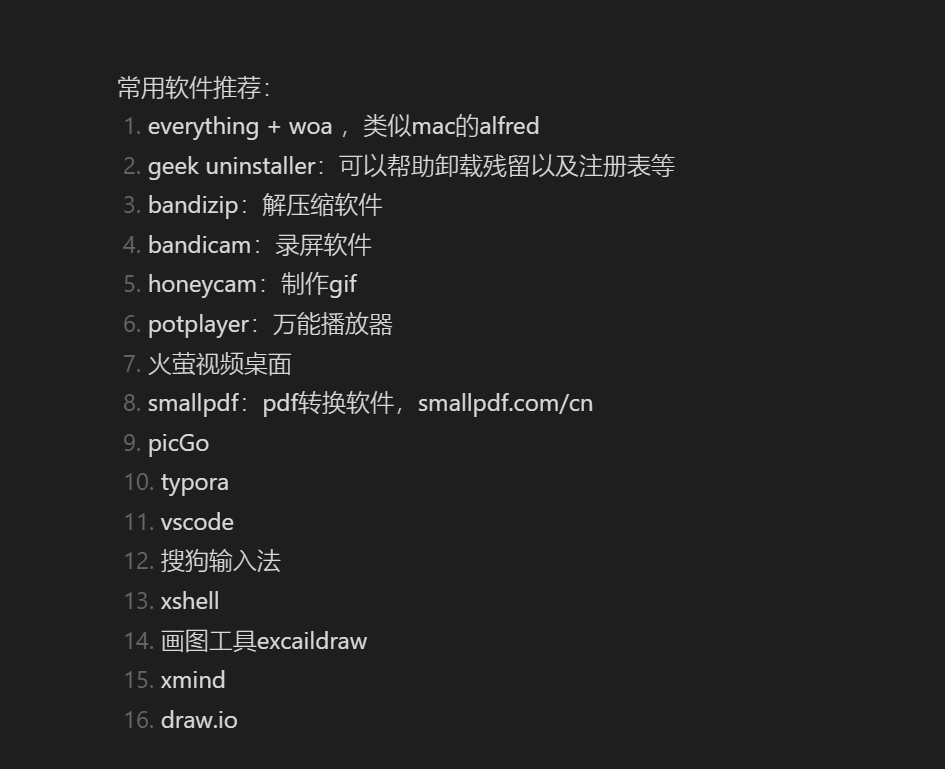 常用软件推荐：
1. everything + woa ，类似mac的alfred
2. geek uninstaller：可以帮助卸载残留以及注册表等
3. bandizip：解压缩软件
4. bandicam：录屏软件
5. honeycam：制作gif
6. potplayer：万能播放器
7. 火萤视频桌面
8. smallpdf：pdf转换软件，smallpdf.com/cn
9. picGo
10. typora
11. vscode
12. 搜狗输入法
13. xshell
14. 画图工具excaildraw
15. xmind
16. draw.io